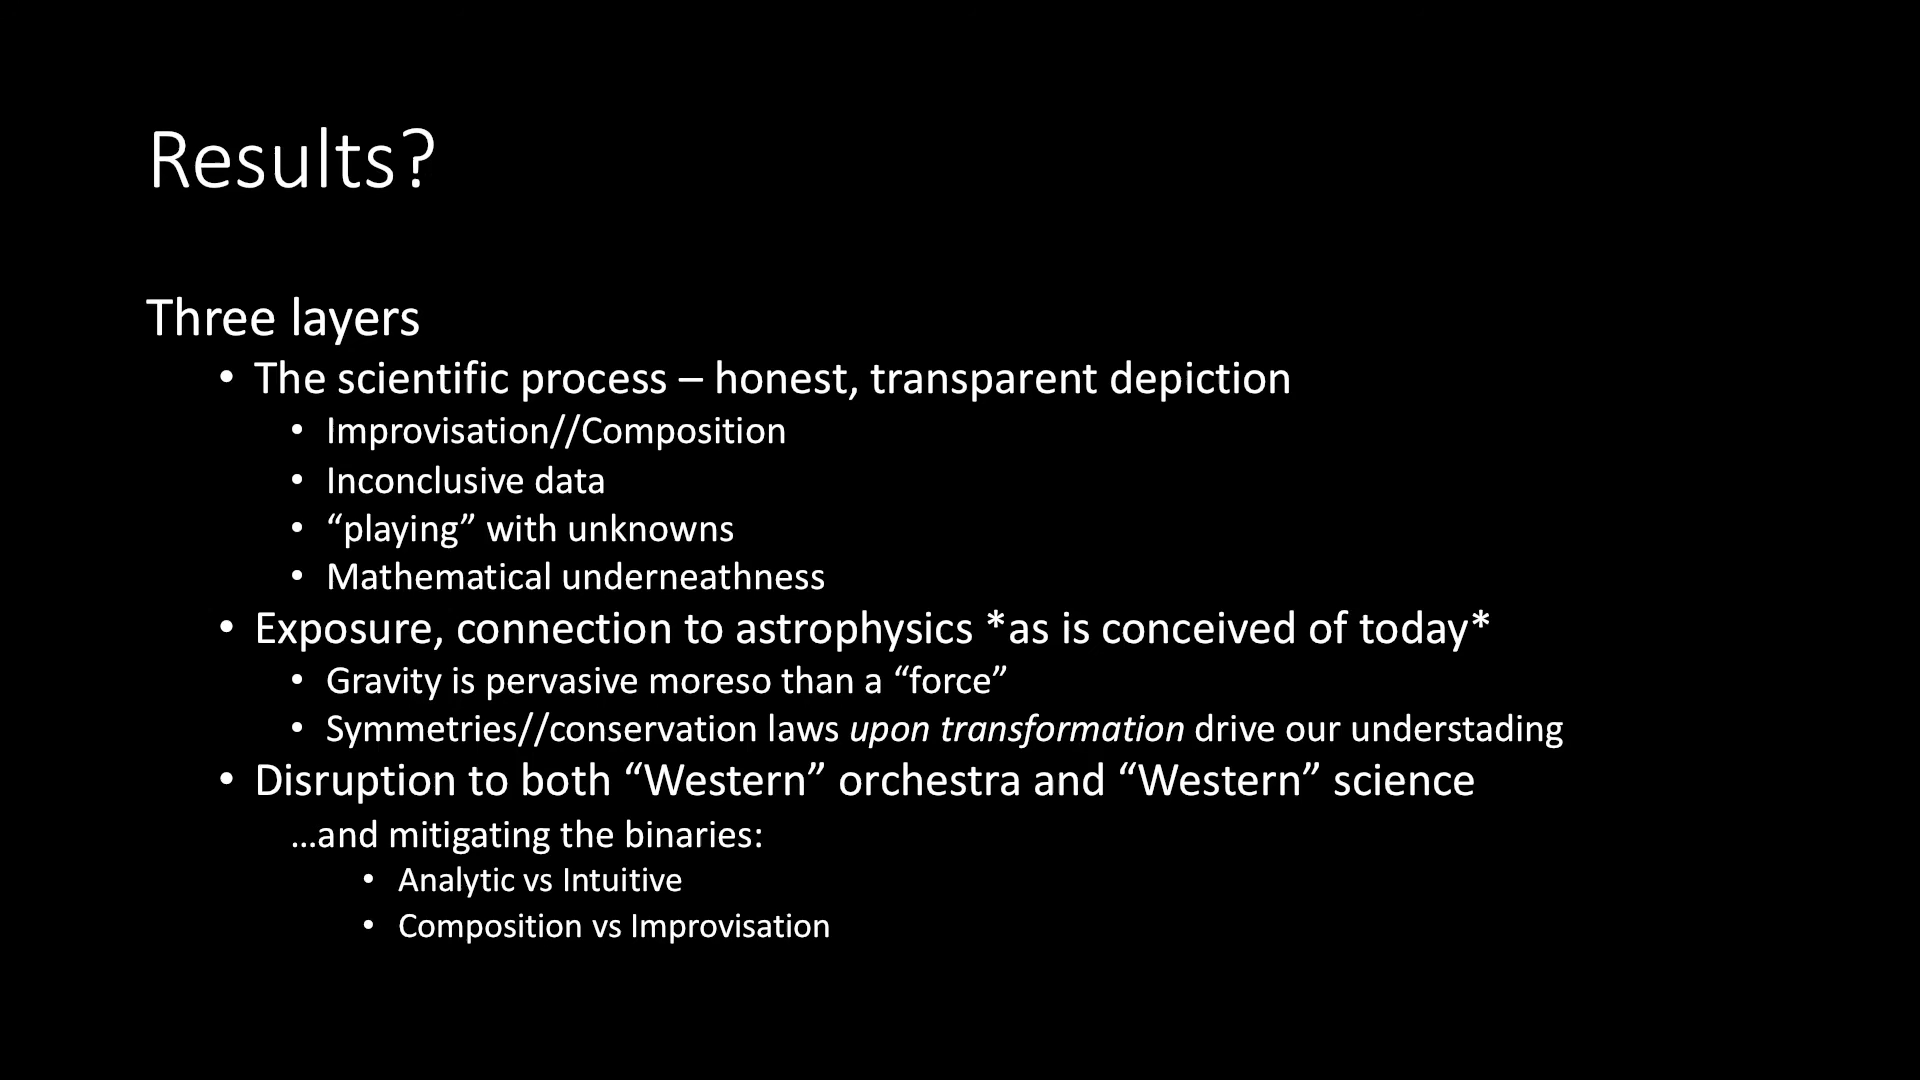 Results?
Three layers
• The scientific process – honest, transparent depiction
• Improvisation//Composition
• Inconclusive data
• “playing” with unknowns
• Mathematical underneathness
• Exposure, connection to astrophysics *as is conceived of today*
• Gravity is pervasive moreso than a “force”
• Symmetries//conservation laws upon transformation drive our understading
• Disruption to both “Western” orchestra and “Western” science
…and mitigating the binaries:
• Analytic vs Intuitive
• Composition vs Improvisation